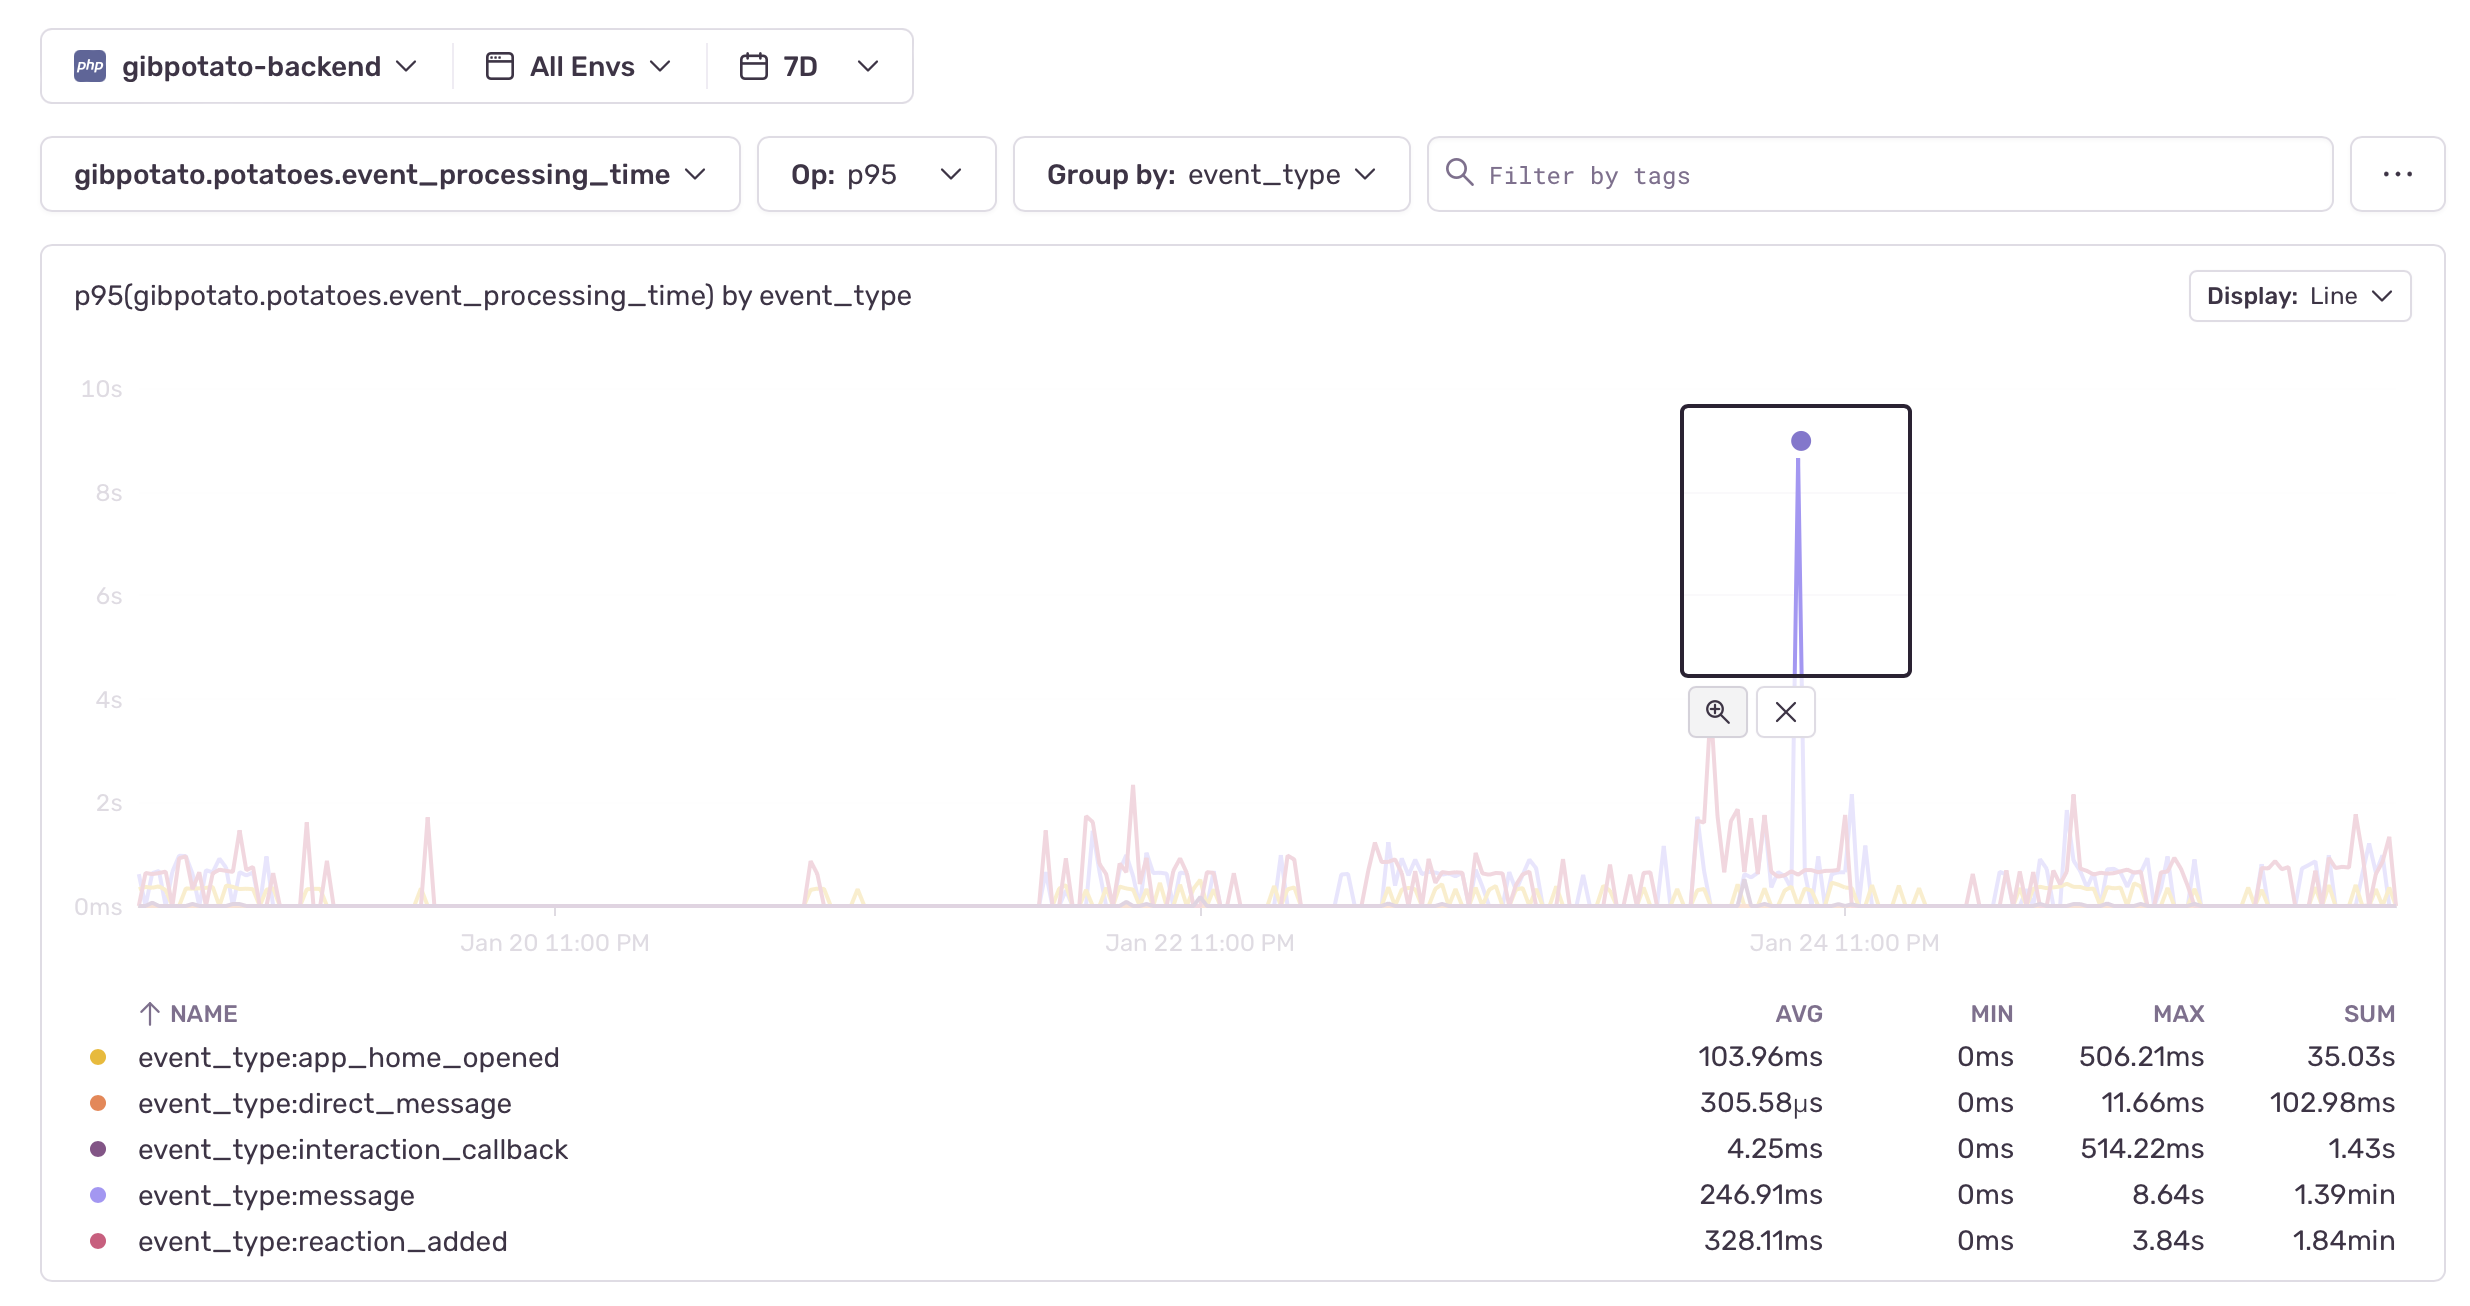 php gibpotato-backend All Envs 7D
gibpotato.potatoes.event_processing_time Op: p95 Group by: event_type Filter by tags ...
p95(gibpotato.potatoes.event_processing_time) by event_type Display: Line
10s
8s
6s
4s
2s
0ms
Jan 20 11:00 PM Jan 22 11:00 PM Jan 24 11:00 PM
NAME AVG MIN MAX SUM
event_type:app_home_opened 103.96ms 0ms 506.21ms 35.03s
event_type:direct_message 305.58µs 0ms 11.66ms 102.98ms
event_type:interaction_callback 4.25ms 0ms 514.22ms 1.43s
event_type:message 246.91ms 0ms 8.64s 1.39min
event_type:reaction_added 328.11ms 0ms 3.84s 1.84min